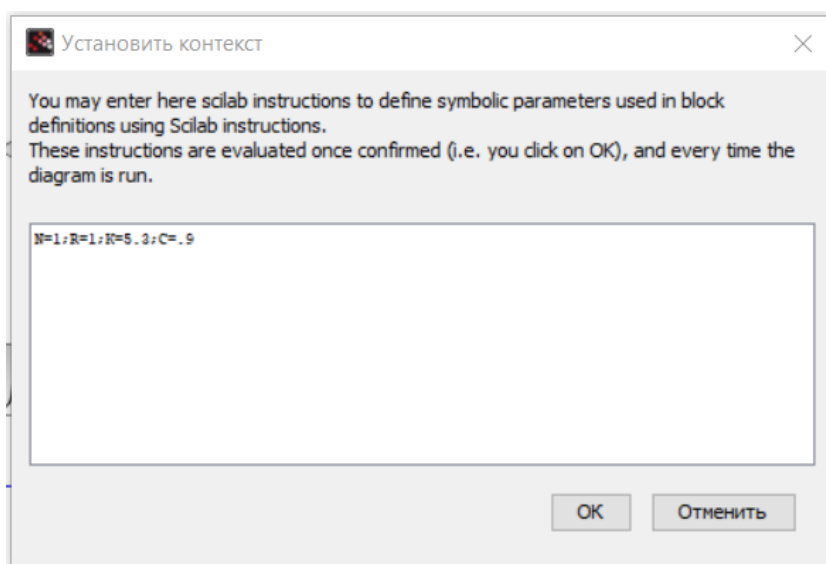 Установить контекст
You may enter here scilab instructions to define symbolic parameters used in block
definitions using Scilab instructions.
These instructions are evaluated once confirmed (i.e. you click on OK), and every time the
diagram is run.
N=1;R=1;K=5.3;C=.9
OK
Отменить